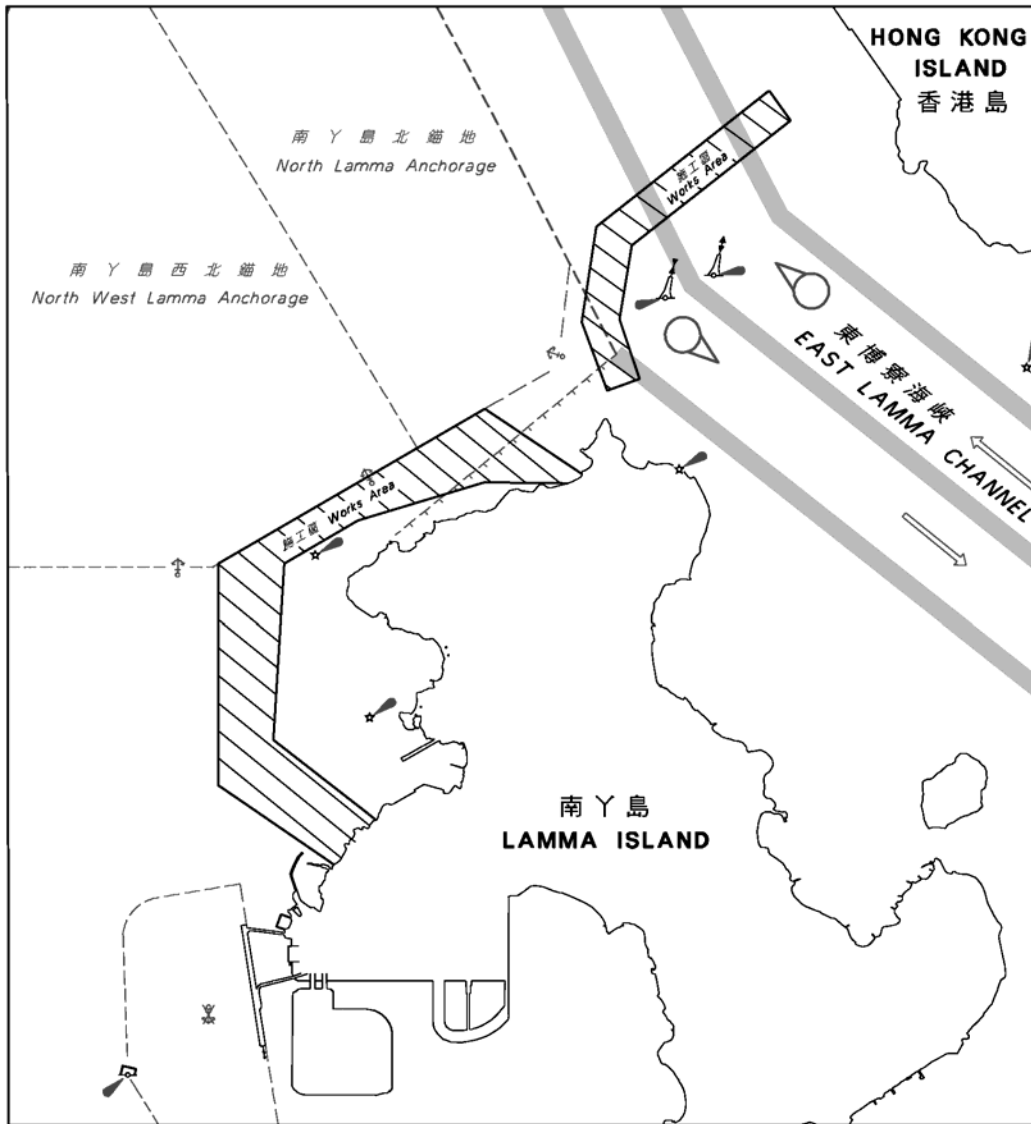 HONG KONG
ISLAND
香港島
南丫島北錨地
North Lamma Anchorage
施工區
Works Area
南丫島西北錨地
North West Lamma Anchorage
東博寮海峽
EAST LAMMA CHANNEL
施工區 Works Area
南丫島
LAMMA ISLAND